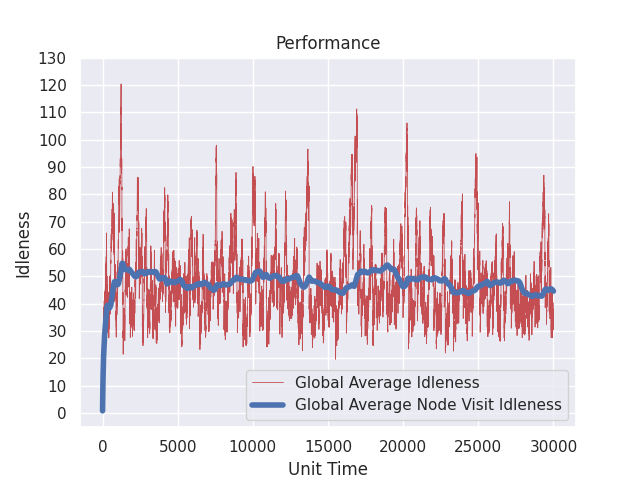 Performance
130
120
110
100
90
80
70
60
50
40
30
20
10
0
Idleness
Global Average Idleness
Global Average Node Visit Idleness
0 5000 10000 15000 20000 25000 30000
Unit Time